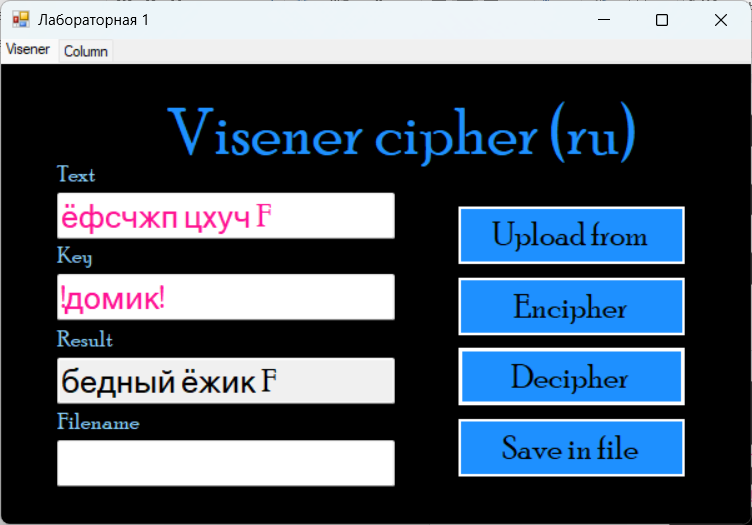 Лабораторная 1
Visener Column
Visener cipher (ru)
Text
ёфсчжп цхуч F
Key
!домик!
Result
бедный ёжик F
Filename
Upload from
Encipher
Decipher
Save in file